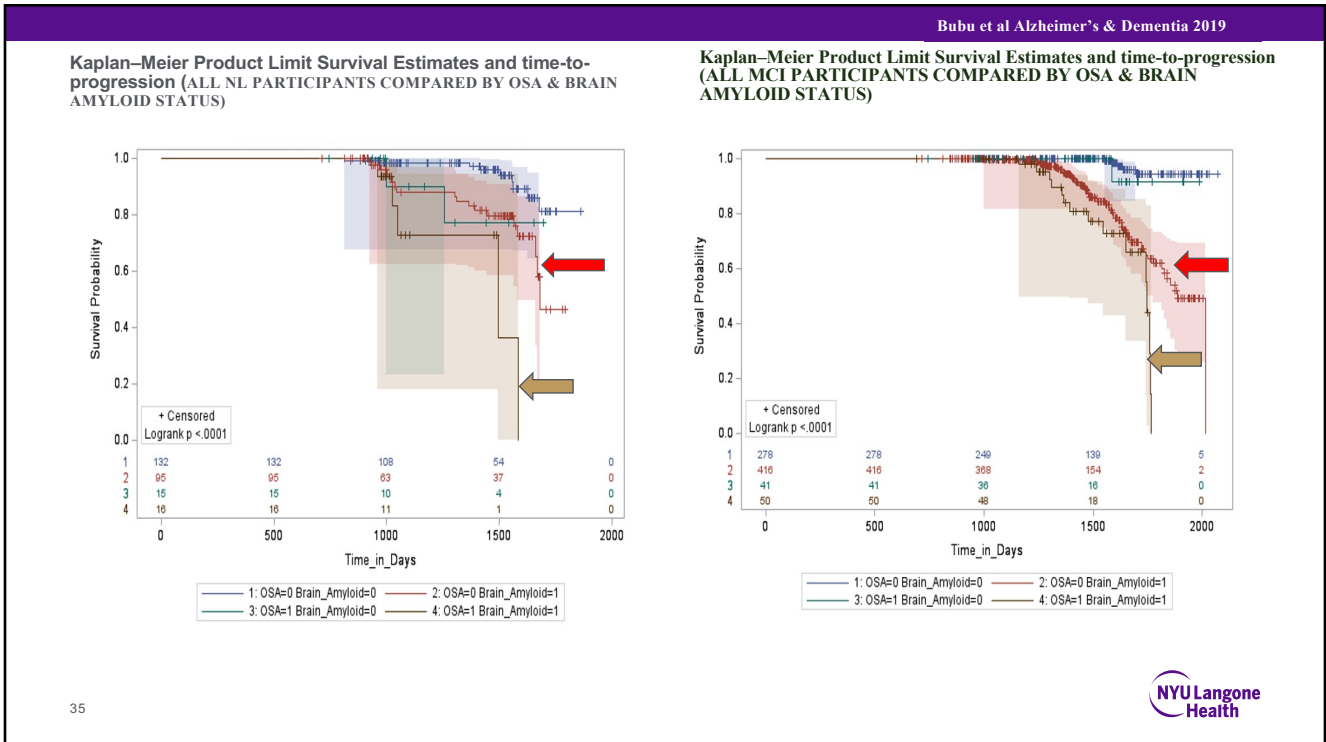 Bubu et al Alzheimer's & Dementia 2019
Kaplan–Meier Product Limit Survival Estimates and time-to-
progression (ALL NL PARTICIPANTS COMPARED BY OSA & BRAIN
AMYLOID STATUS)
1.0
0.8
0.6
0.4
0.2
0.0
Survival Probability
+ Censored
Logrank p <.0001
1 132 132 108 54 0
2 95 95 63 37 0
3 15 15 10 4 0
4 16 16 11 1 0
0 500 1000 1500 2000
Time_in_Days
1: OSA=0 Brain_Amyloid=0 2: OSA=0 Brain_Amyloid=1
3: OSA=1 Brain_Amyloid=0 4: OSA=1 Brain_Amyloid=1
Kaplan–Meier Product Limit Survival Estimates and time-to-progression
(ALL MCI PARTICIPANTS COMPARED BY OSA & BRAIN
AMYLOID STATUS)
1.0
0.8
0.6
0.4
0.2
0.0
Survival Probability
+ Censored
Logrank p <.0001
1 278 278 249 139 5
2 416 416 368 154 2
3 41 41 36 16 0
4 50 50 48 18 0
0 500 1000 1500 2000
Time_in_Days
1: OSA=0 Brain_Amyloid=0 2: OSA=0 Brain_Amyloid=1
3: OSA=1 Brain_Amyloid=0 4: OSA=1 Brain_Amyloid=1
35
NYU Langone
Health